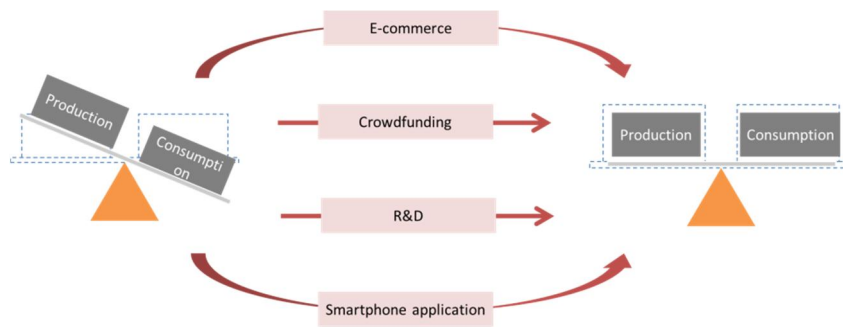 E-commerce
Production
Consumpti
on
Crowdfunding
Production
Consumption
R&D
Smartphone application